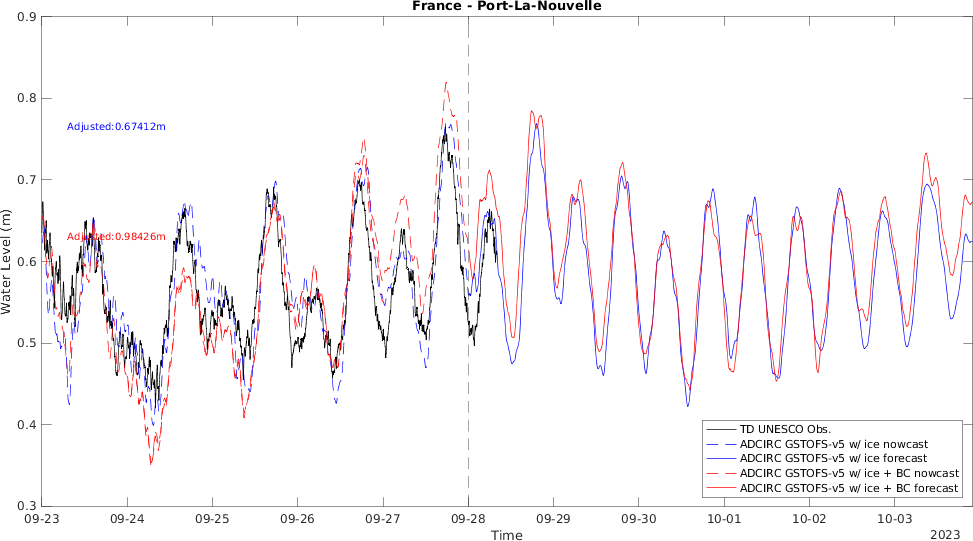 France - Port-La-Nouvelle
0.9
0.8
0.7
0.6
0.5
0.4
0.3
Water Level (m)
Adjusted:0.67412m
Adjusted:0.98426m
TD UNESCO Obs.
ADCIRC GSTOFS-v5 w/ ice nowcast
ADCIRC GSTOFS-v5 w/ ice forecast
ADCIRC GSTOFS-v5 w/ ice + BC nowcast
ADCIRC GSTOFS-v5 w/ ice + BC forecast
09-23 09-24 09-25 09-26 09-27 09-28 09-29 09-30 10-01 10-02 10-03
Time
2023